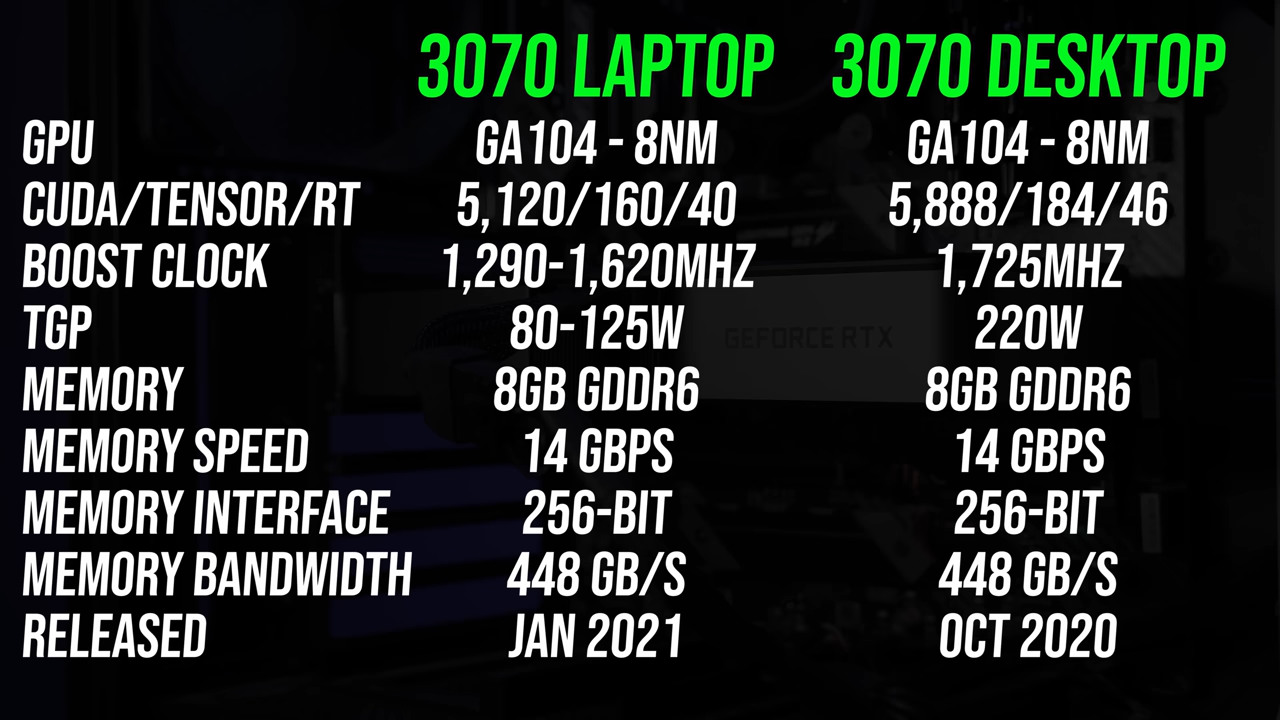 3070 LAPTOP 3070 DESKTOP
GPU GA104 - 8NM GA104 - 8NM
CUDA/TENSOR/RT 5,120/160/40 5,888/184/46
BOOST CLOCK 1,290-1,620MHZ 1,725MHZ
TGP 80-125W 220W
GEFORCE RTX
MEMORY 8GB GDDR6 8GB GDDR6
MEMORY SPEED 14 GBPS 14 GBPS
MEMORY INTERFACE 256-BIT 256-BIT
MEMORY BANDWIDTH 448 GB/S 448 GB/S
RELEASED JAN 2021 OCT 2020